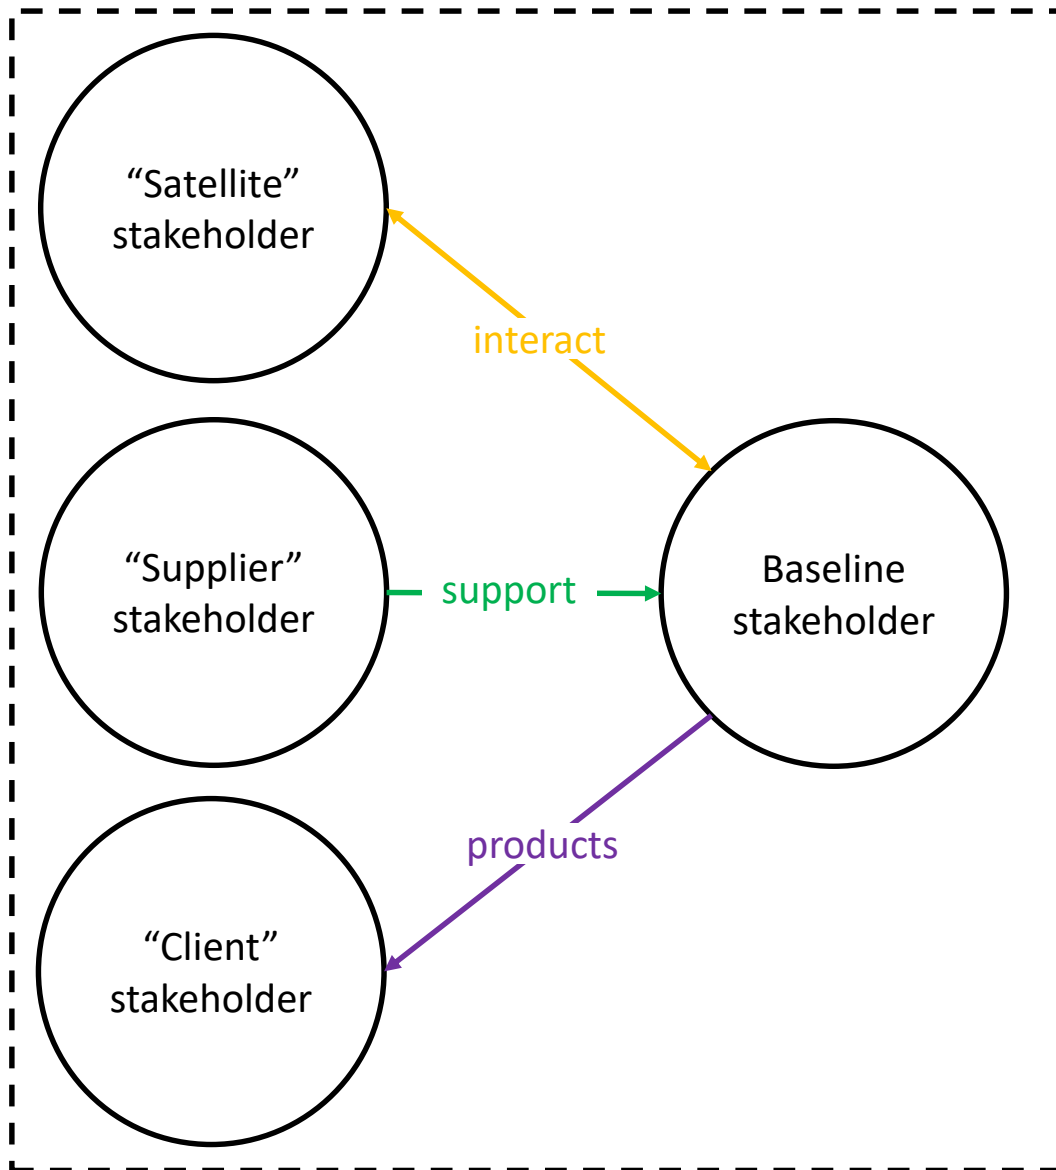 “Satellite”
stakeholder
interact
“Supplier”
stakeholder
support
Baseline
stakeholder
products
“Client”
stakeholder